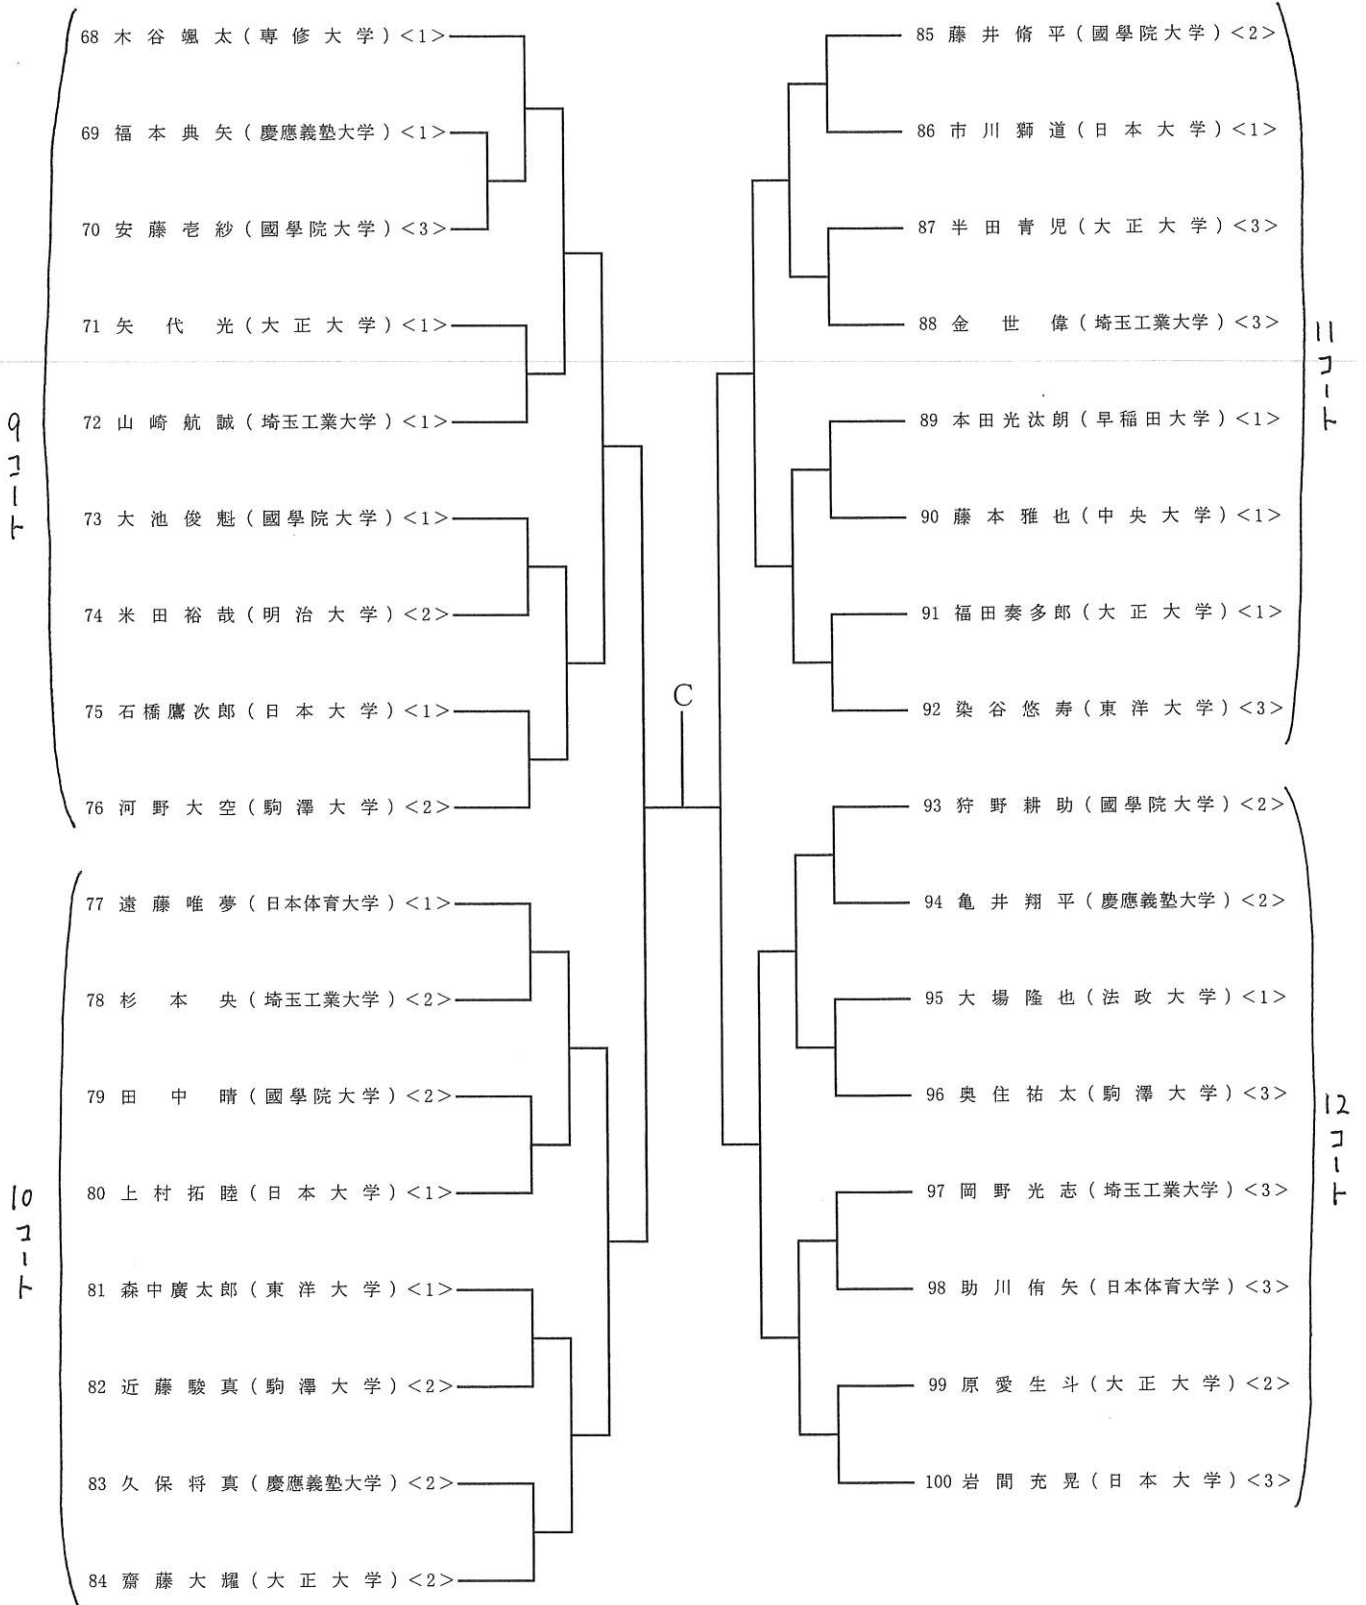 68 木谷颯太(専修大学)<1>
69 福本典矢(慶應義塾大学)<1>
70 安藤壱紗(國學院大学)<3>
71 矢代光(大正大学)<1>
72 山崎航誠(埼玉工業大学)<1>
73 大池俊魁(國學院大学)<1>
74 米田裕哉(明治大学)<2>
75 石橋鷹次郎(日本大学)<1>
76 河野大空(駒澤大学)<2>
9コート
77 遠藤唯夢(日本体育大学)<1>
78 杉本央(埼玉工業大学)<2>
79 田中晴(國學院大学)<2>
80 上村拓睦(日本大学)<1>
81 森中廣太郎(東洋大学)<1>
82 近藤駿真(駒澤大学)<2>
83 久保将真(慶應義塾大学)<2>
84 齋藤大耀(大正大学)<2>
10コート
C
85 藤井脩平(國學院大学)<2>
86 市川獅道(日本大学)<1>
87 半田青児(大正大学)<3>
88 金世偉(埼玉工業大学)<3>
89 本田光汰朗(早稲田大学)<1>
90 藤本雅也(中央大学)<1>
91 福田奏多郎(大正大学)<1>
92 染谷悠寿(東洋大学)<3>
11コート
93 狩野耕助(國學院大学)<2>
94 亀井翔平(慶應義塾大学)<2>
95 大場隆也(法政大学)<1>
96 奥住祐太(駒澤大学)<3>
97 岡野光志(埼玉工業大学)<3>
98 助川侑矢(日本体育大学)<3>
99 原愛生斗(大正大学)<2>
100 岩間充晃(日本大学)<3>
12コート